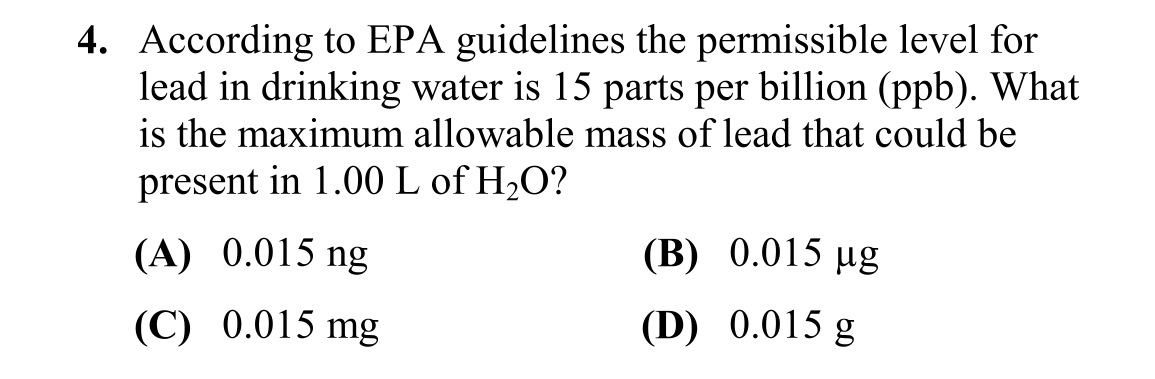 4. According to EPA guidelines the permissible level for
lead in drinking water is 15 parts per billion (ppb). What
is the maximum allowable mass of lead that could be
present in 1.00 L of H₂O?
(A) 0.015 ng (B) 0.015 µg
(C) 0.015 mg (D) 0.015 g